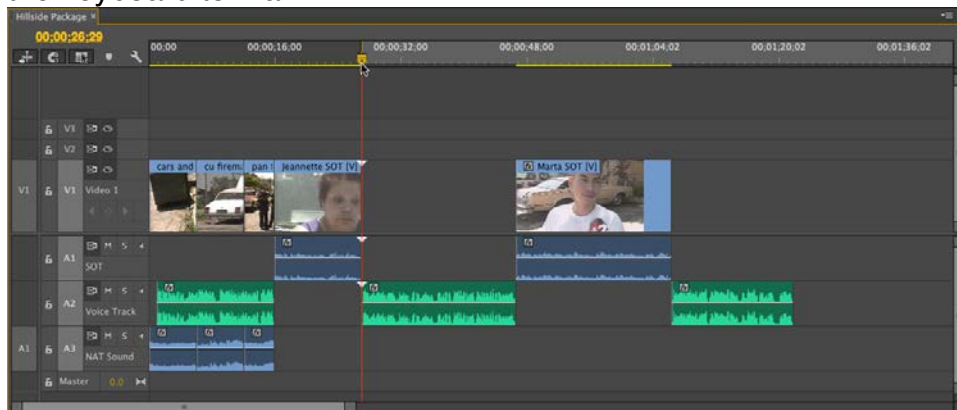 Hillside Package ×
00;00;26;29
00;00 00;00;16;00 00;00;32;00 00;00;48;00 00;01;04;02 00;01;20;02 00;01;36;02
V3
V2
cars and cu firem. pan Jeannette SOT [V] Marta SOT [V]
V1 V1 Video 1
A1 M S
SOT
A2 M S
Voice Track
A1 A3 M S
NAT Sound
Master 0.0